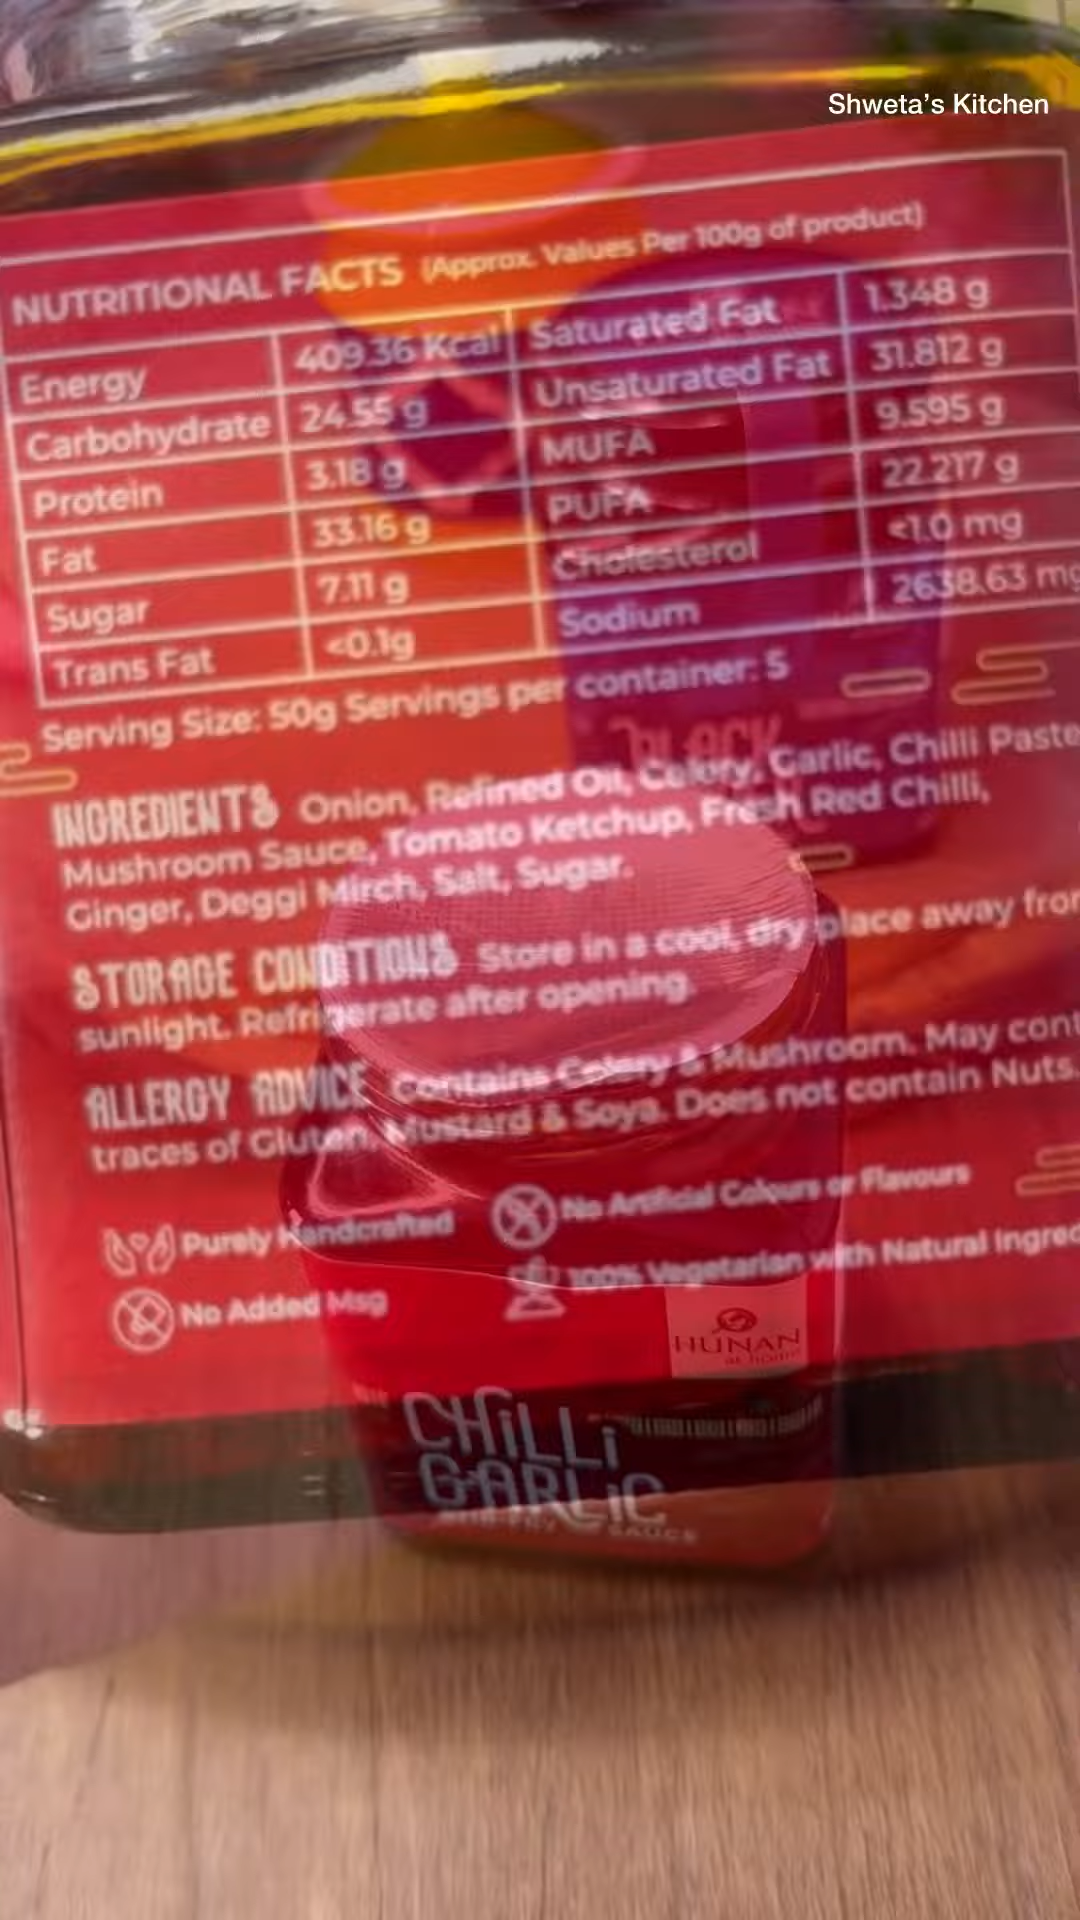 Shweta's Kitchen
NUTRITIONAL FACTS (Approx. Values Per 100g of product)
Energy 409.36 Kcal Saturated Fat 1.348 g
Carbohydrate 24.55 g Unsaturated Fat 31.812 g
Protein 3.18 g MUFA 9.595 g
Fat 33.16 g PUFA 22.217 g
Sugar 7.11 g Cholesterol <1.0 mg
Trans Fat <0.1g Sodium 2638.63 mg
Serving Size: 50g Servings per container: 5
BLACK
INGREDIENTS Onion, Refined Oil, Celery, Garlic, Chilli Paste
Mushroom Sauce, Tomato Ketchup, Fresh Red Chilli,
Ginger, Deggi Mirch, Salt, Sugar.
STORAGE CONDITIONS Store in a cool, dry place away from
sunlight. Refrigerate after opening.
ALLERGY ADVICE Contains Celery & Mushroom. May cont
traces of Gluten, Mustard & Soya. Does not contain Nuts.
Purely Handcrafted No Artificial Colours or Flavours
No Added Msg 100% Vegetarian with Natural Ingred
HUNAN
at home
CHiLLi
GARLiC
STIR FRY SAUCE